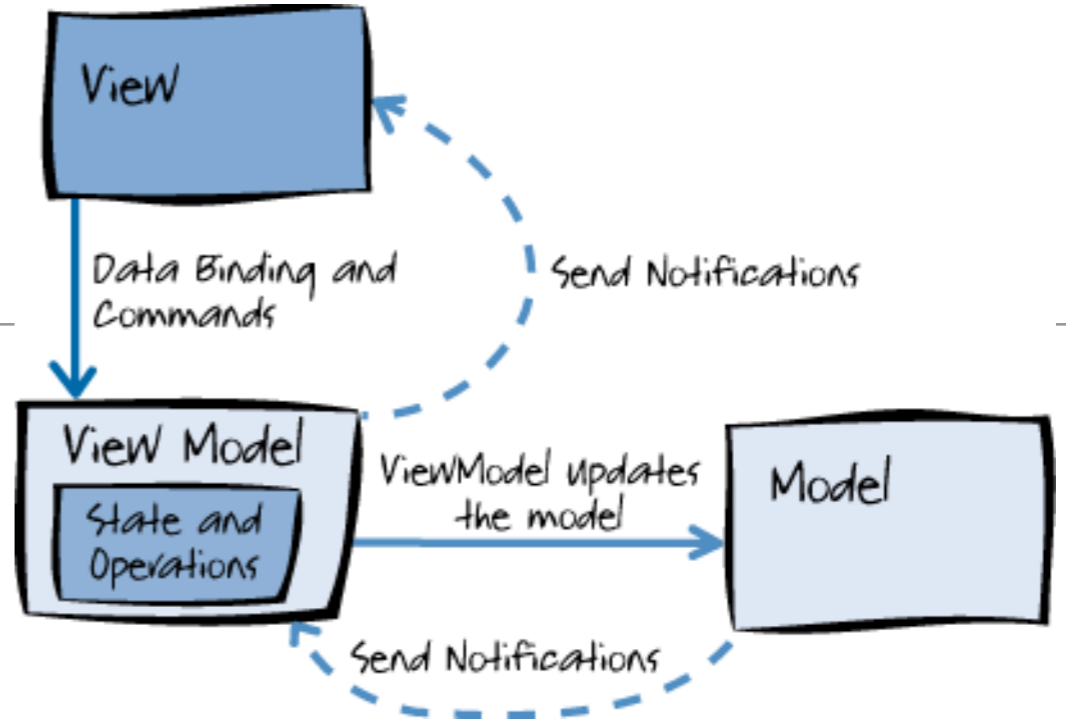 View
Data Binding and
Commands
Send Notifications
View Model
State and
Operations
ViewModel updates
the model
Model
Send Notifications